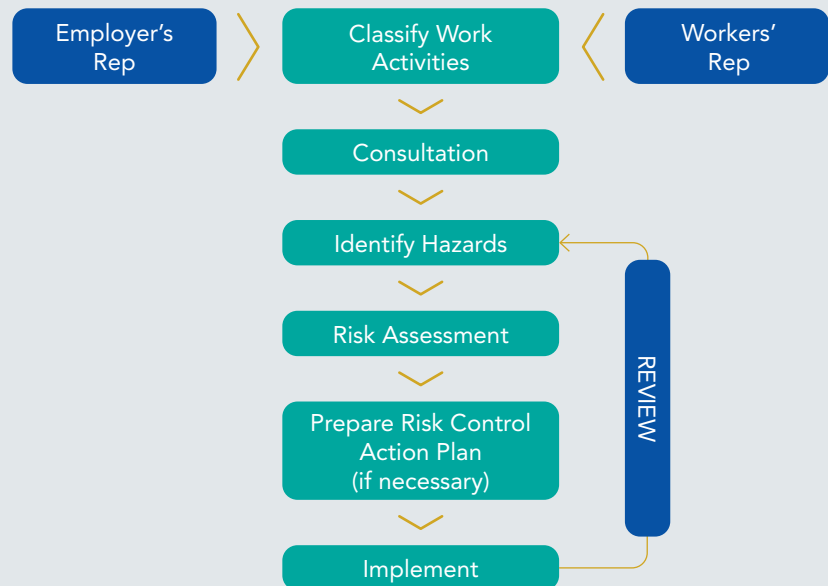 Employer's
Rep
Classify Work
Activities
Workers'
Rep
Consultation
Identify Hazards
Risk Assessment
REVIEW
Prepare Risk Control
Action Plan
(if necessary)
Implement